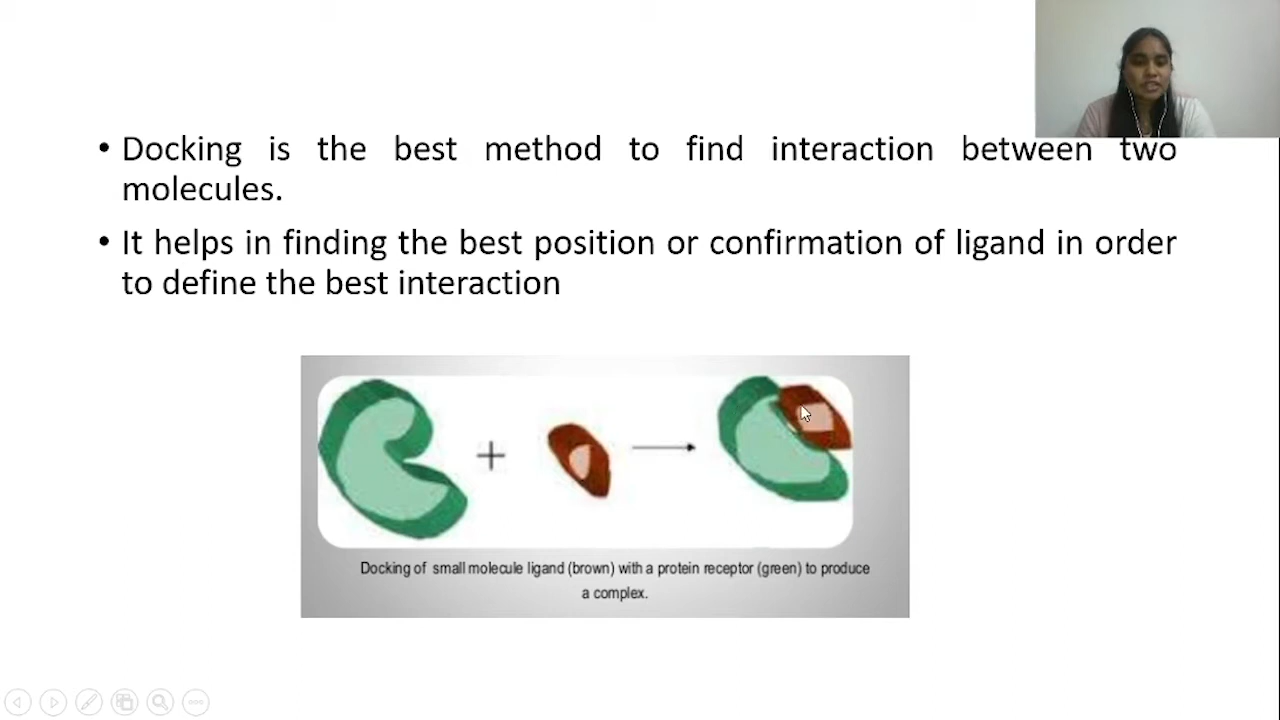 • Docking is the best method to find interaction between two
molecules.
• It helps in finding the best position or confirmation of ligand in order
to define the best interaction
+
Docking of small molecule ligand (brown) with a protein receptor (green) to produce
a complex.